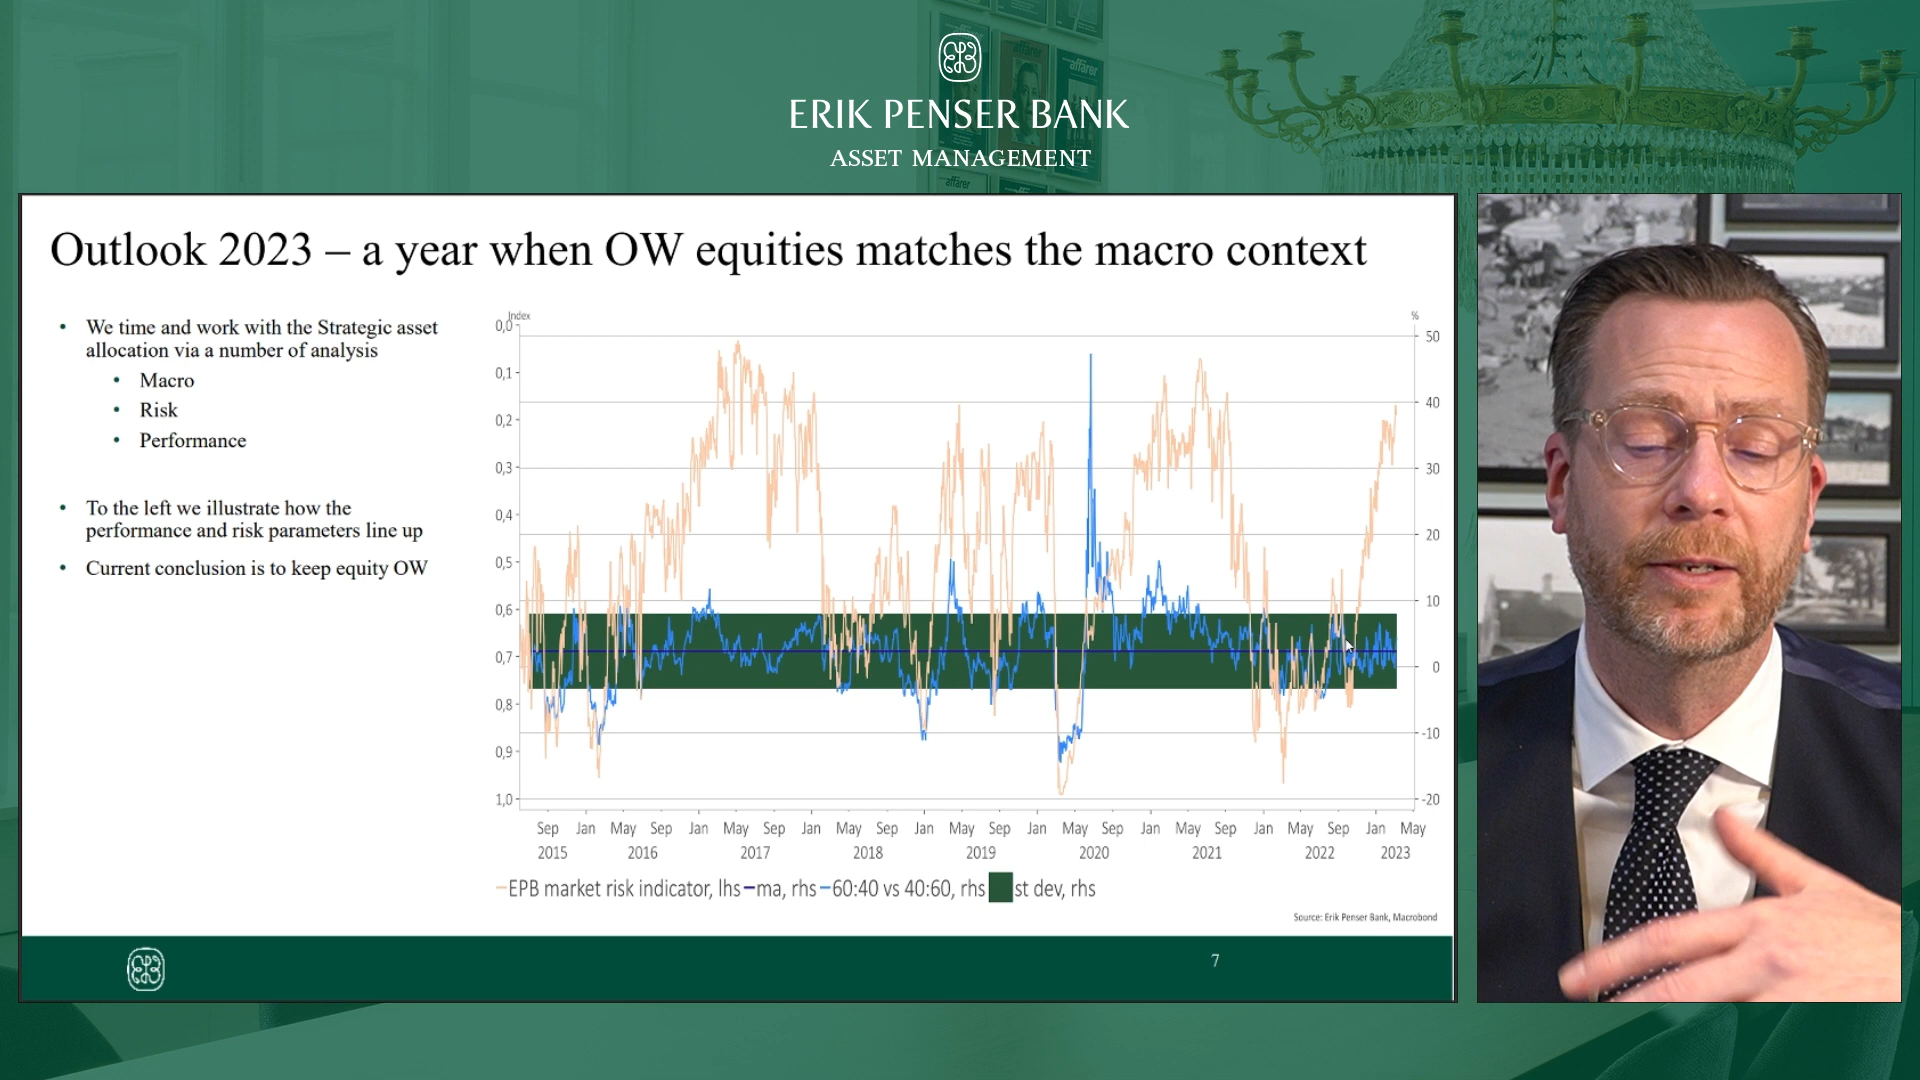 affärer
affärer
affärer
ERIK PENSER BANK
ASSET MANAGEMENT
Outlook 2023 – a year when OW equities matches the macro context
• We time and work with the Strategic asset
allocation via a number of analysis
• Macro
• Risk
• Performance
• To the left we illustrate how the
performance and risk parameters line up
• Current conclusion is to keep equity OW
Index
%
0,0
0,1
0,2
0,3
0,4
0,5
0,6
0,7
0,8
0,9
1,0
50
40
30
20
10
0
-10
-20
Sep Jan May Sep Jan May Sep Jan May Sep Jan May Sep Jan May Sep Jan May Sep Jan May Sep Jan May
2015 2016 2017 2018 2019 2020 2021 2022 2023
EPB market risk indicator, lhs ma, rhs 60:40 vs 40:60, rhs st dev, rhs
Source: Erik Penser Bank, Macrobond
7